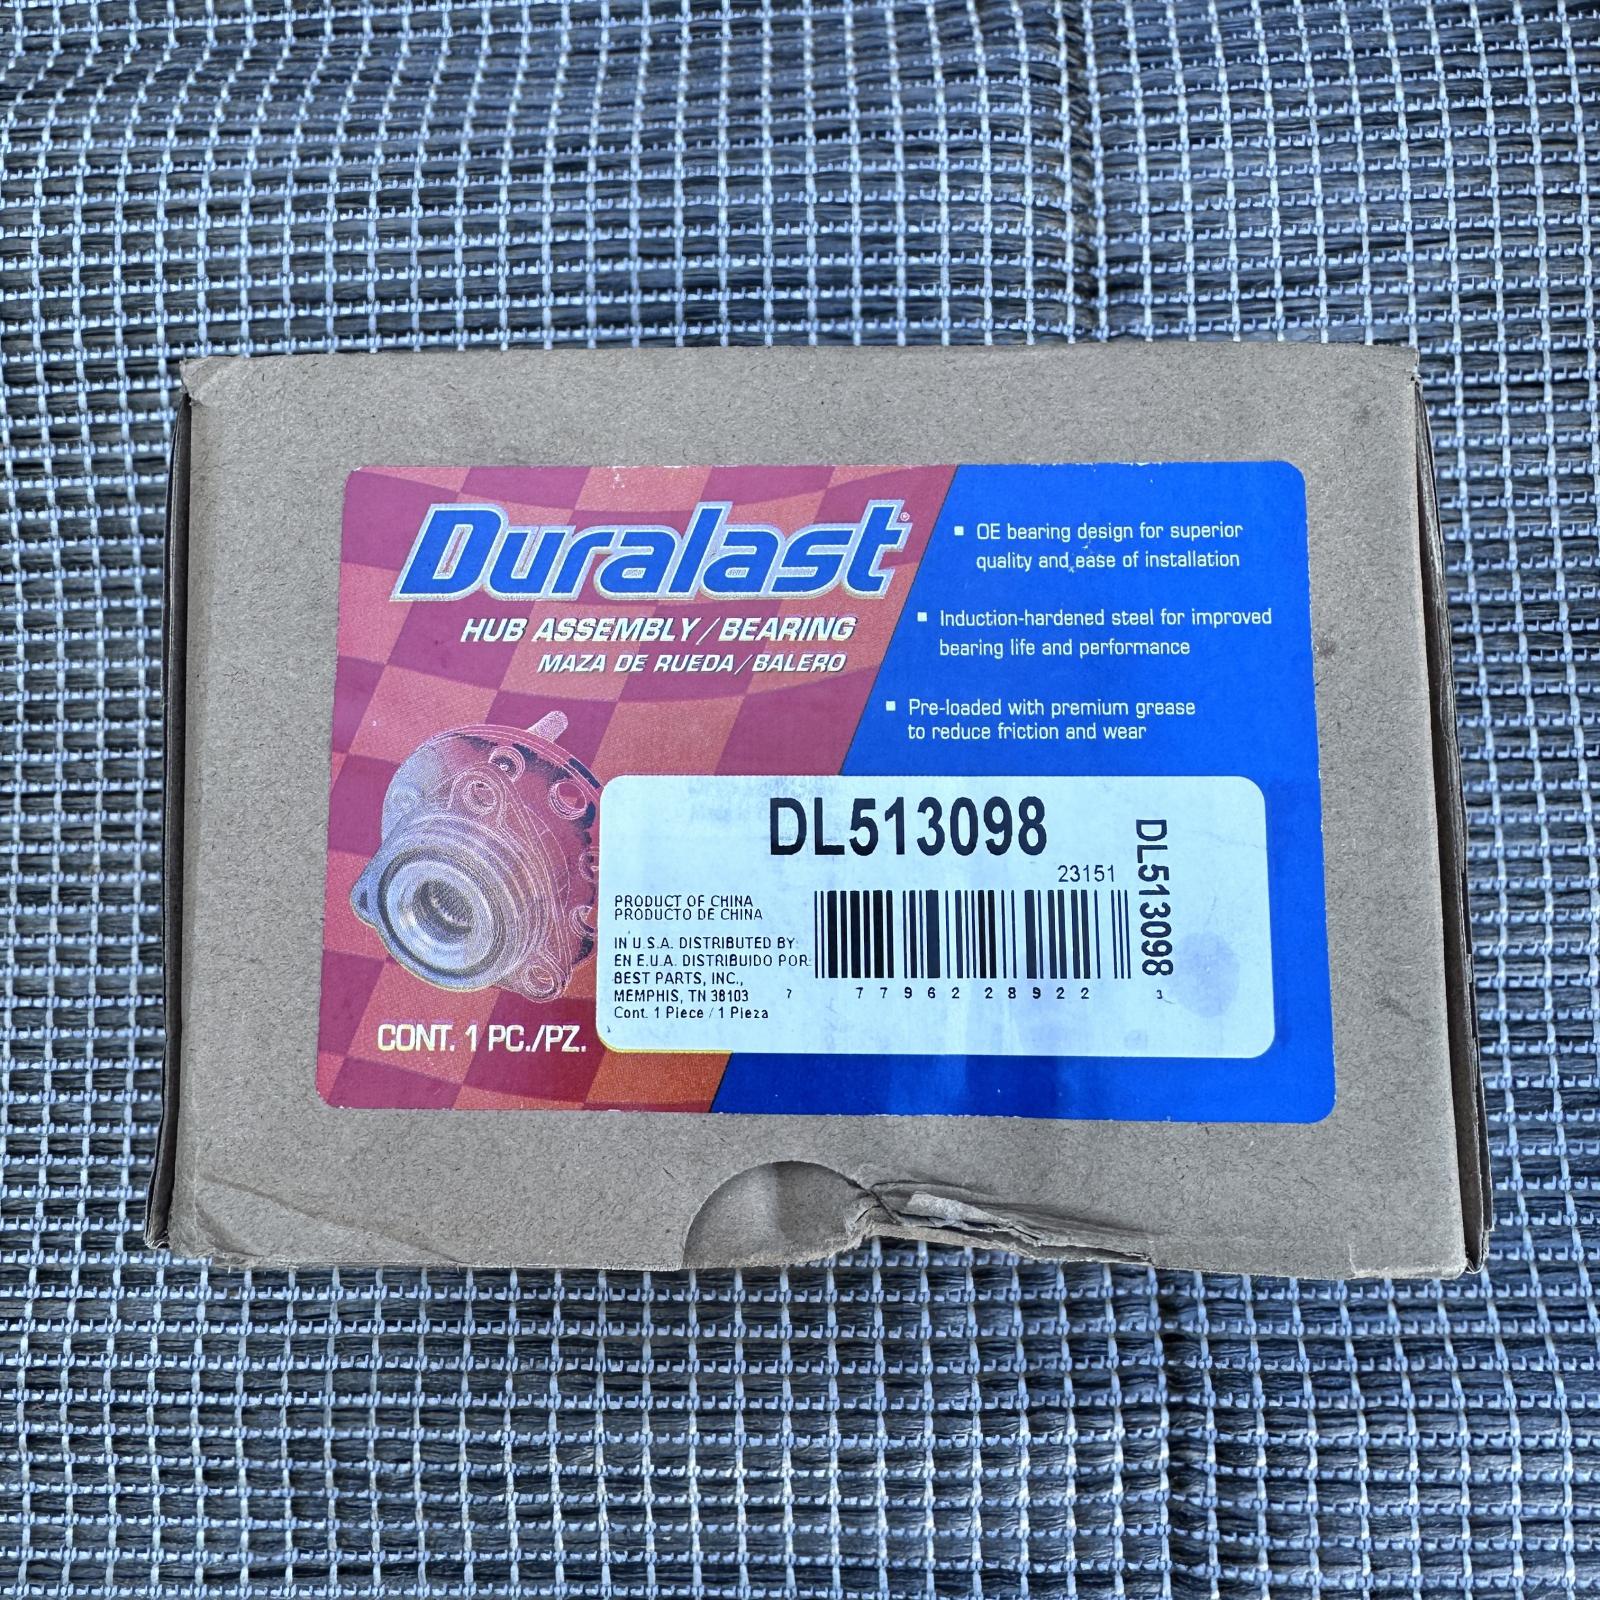 Duralast®
HUB ASSEMBLY/BEARING
MAZA DE RUEDA/BALERO
OE bearing design for superior
quality and ease of installation
Induction-hardened steel for improved
bearing life and performance
Pre-loaded with premium grease
to reduce friction and wear
CONT. 1 PC./PZ.
DL513098
23151
DL513098
PRODUCT OF CHINA
PRODUCTO DE CHINA
IN U.S.A. DISTRIBUTED BY:
EN E.U.A. DISTRIBUIDO POR:
BEST PARTS, INC.,
MEMPHIS, TN 38103
Cont. 1 Piece / 1 Pieza
7 77962 28922 3